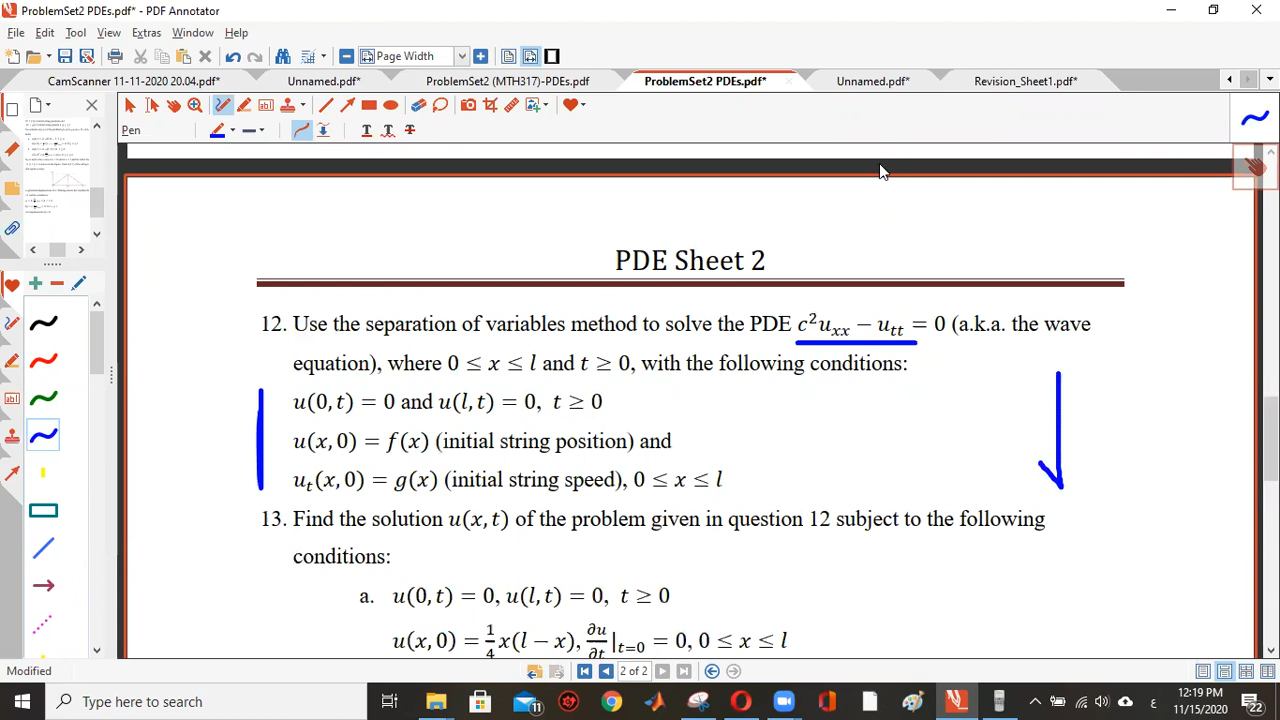 ProblemSet2 PDEs.pdf* - PDF Annotator
File Edit Tool View Extras Window Help
Page Width
CamScanner 11-11-2020 20.04.pdf* Unnamed.pdf* ProblemSet2 (MTH317)-PDEs.pdf ProblemSet2 PDEs.pdf* Unnamed.pdf* Revision_Sheet1.pdf*
Pen
PDE Sheet 2
12. Use the separation of variables method to solve the PDE c²uₓₓ − uₜₜ = 0 (a.k.a. the wave
equation), where 0 ≤ x ≤ l and t ≥ 0, with the following conditions:
u(0, t) = 0 and u(l, t) = 0, t ≥ 0
u(x, 0) = f(x) (initial string position) and
uₜ(x, 0) = g(x) (initial string speed), 0 ≤ x ≤ l
13. Find the solution u(x, t) of the problem given in question 12 subject to the following
conditions:
a. u(0, t) = 0, u(l, t) = 0, t ≥ 0
u(x, 0) = 1/4 x(l − x), ∂u/∂t|ₜ₌₀ = 0, 0 ≤ x ≤ l
Modified 2 of 2
Type here to search 11 ع 12:19 PM
11/15/2020 22